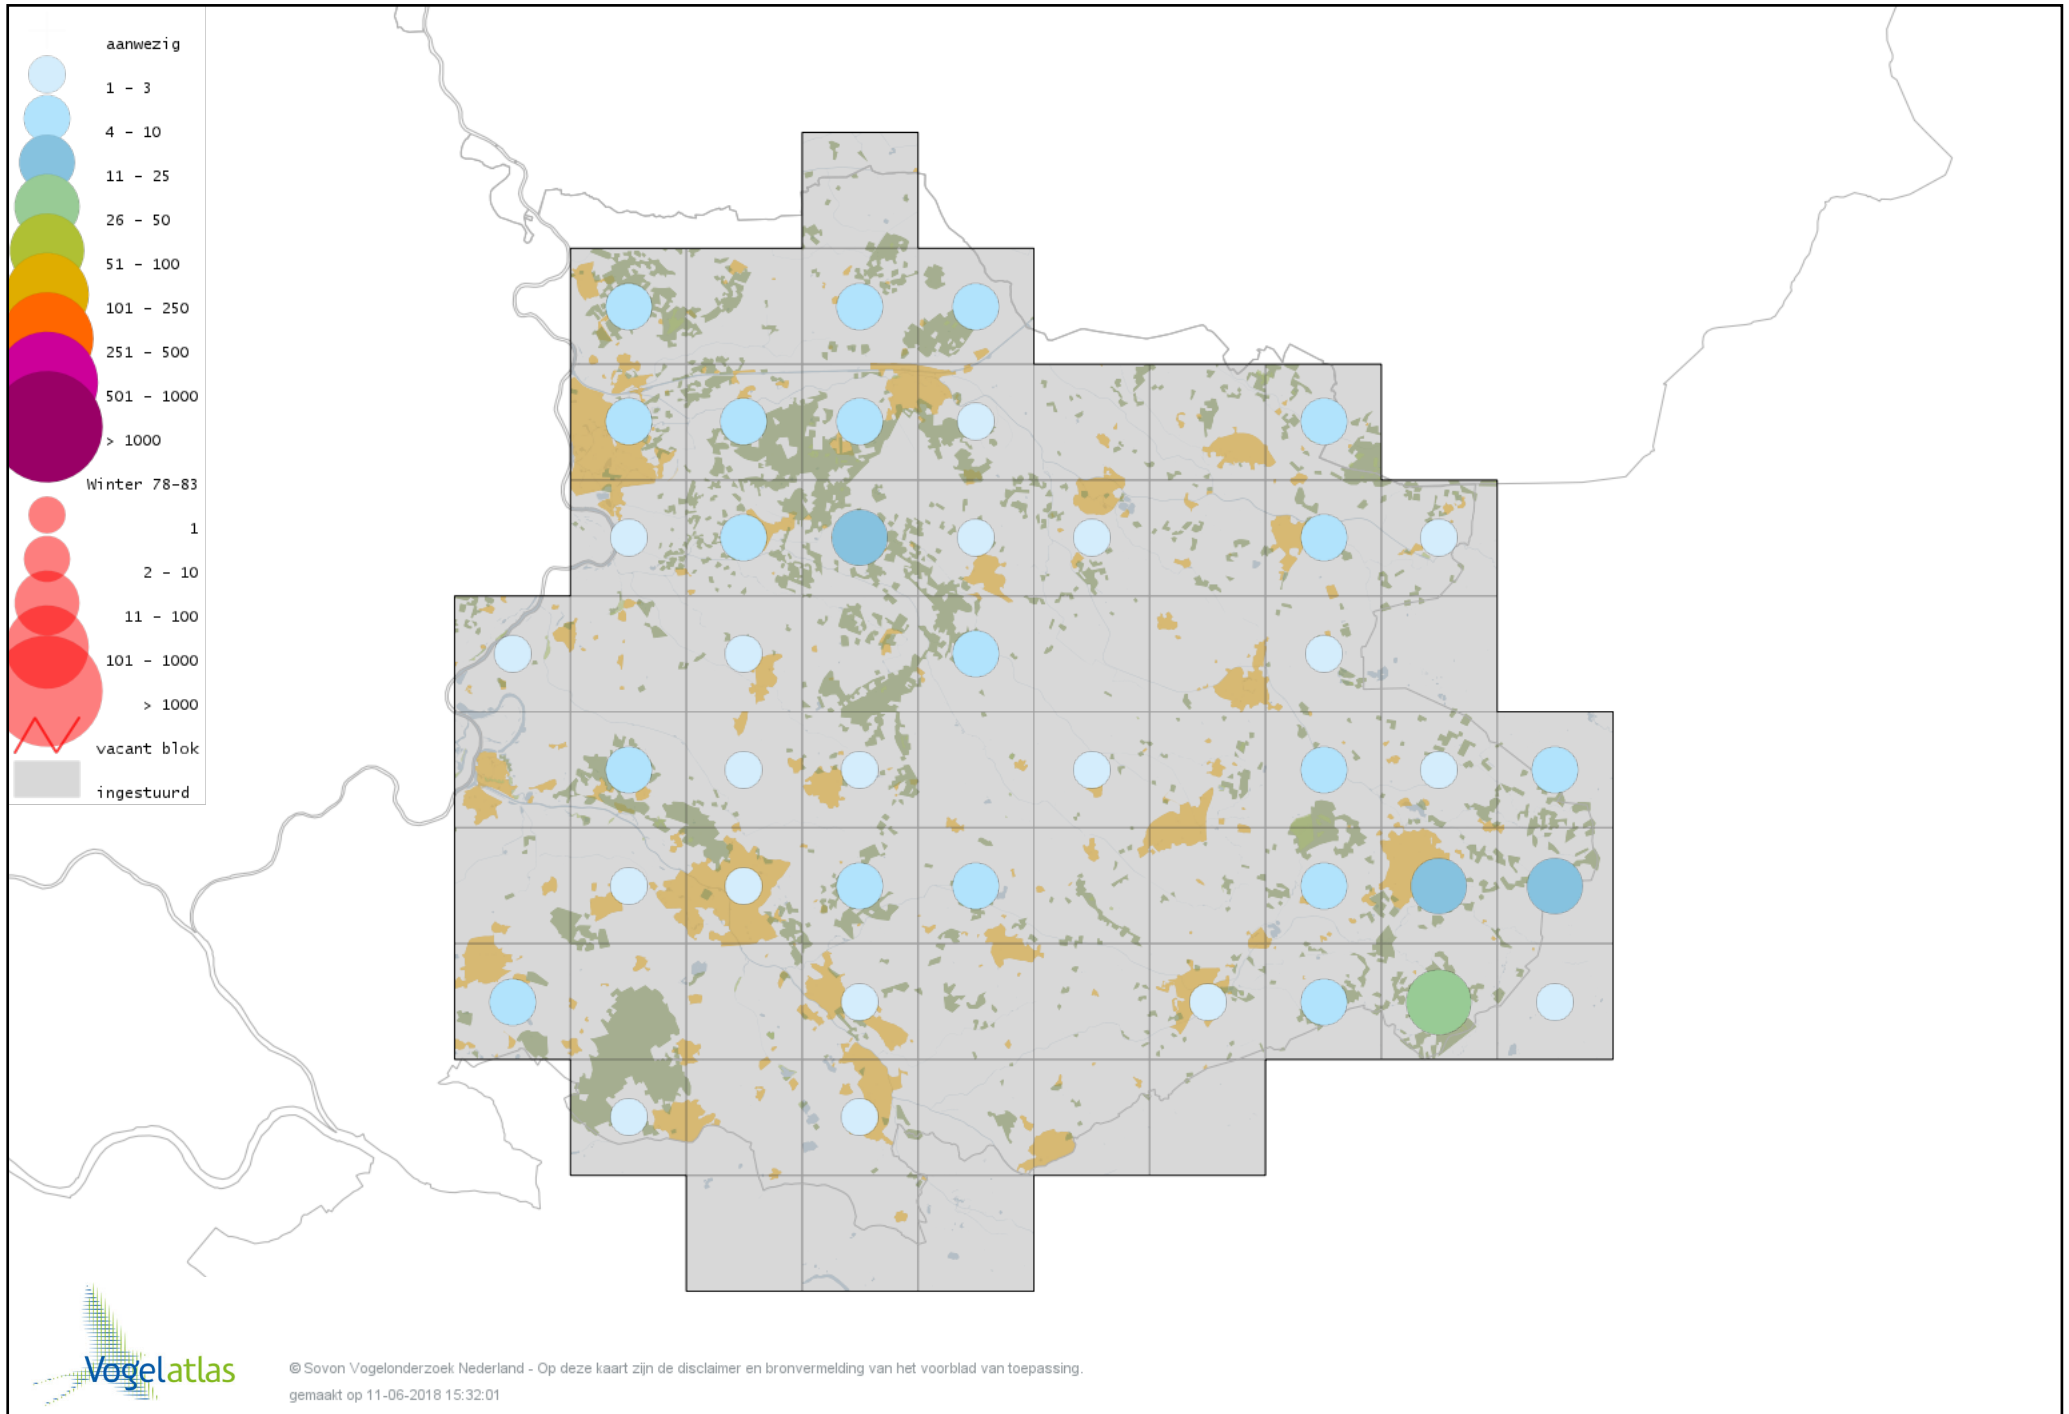 aanwezig
1 - 3
4 - 10
11 - 25
26 - 50
51 - 100
101 - 250
251 - 500
501 - 1000
> 1000
Winter 78-83
1
2 - 10
11 - 100
101 - 1000
> 1000
vacant blok
ingestuurd
Vogelatlas
© Sovon Vogelonderzoek Nederland - Op deze kaart zijn de disclaimer en bronvermelding van het voorblad van toepassing.
gemaakt op 11-06-2018 15:32:01